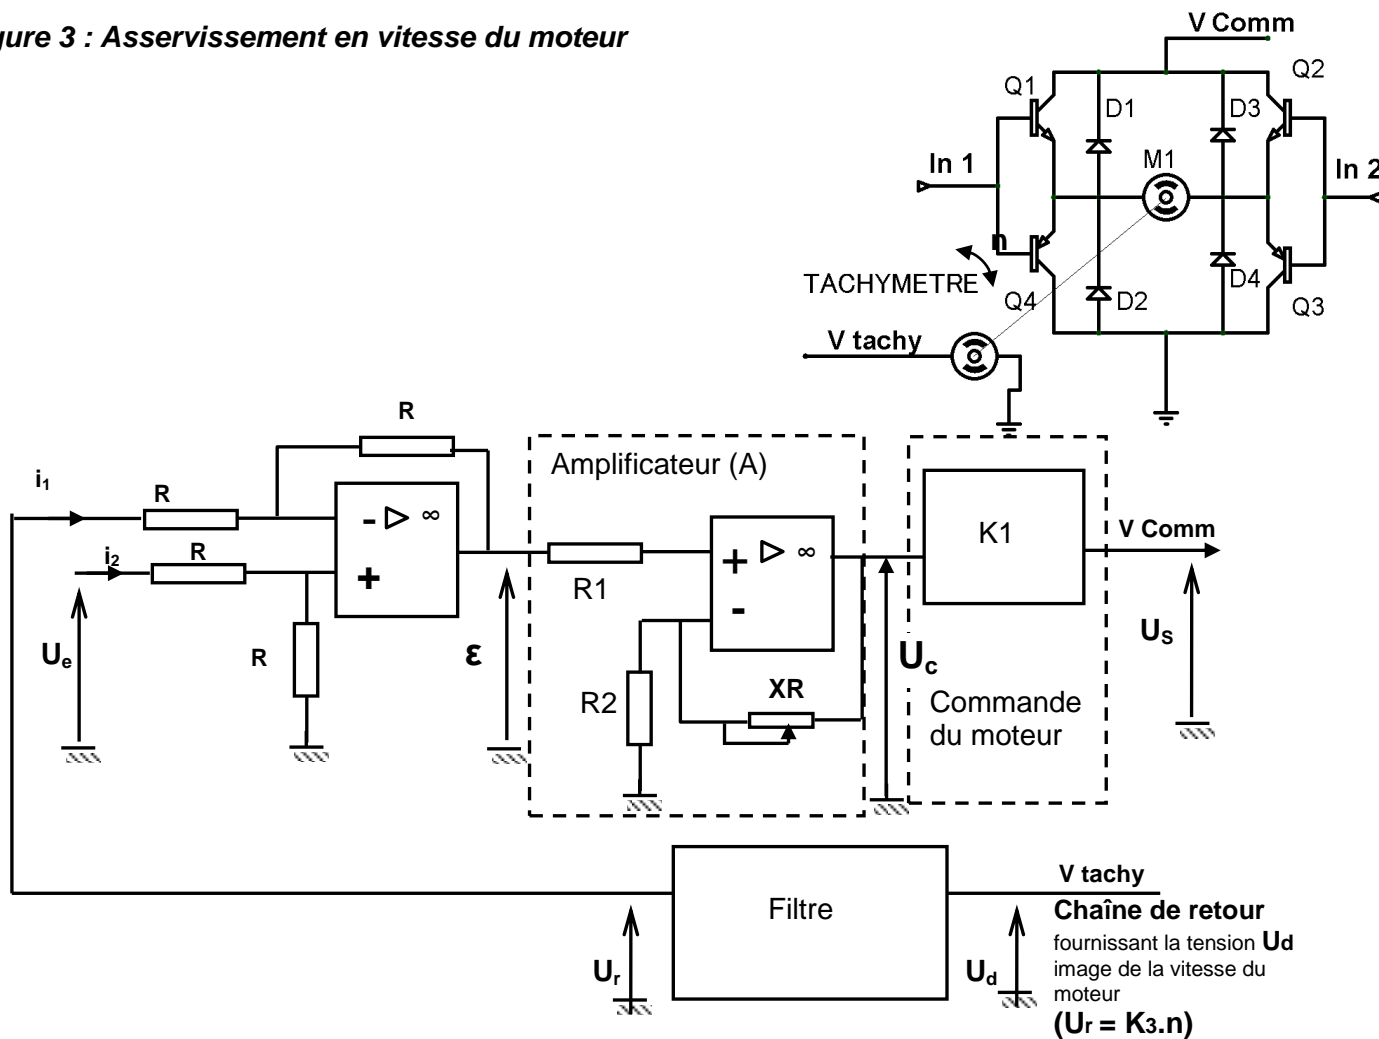 gure 3 : Asservissement en vitesse du moteur
V Comm
Q1
Q2
D1
D3
In 1
M1
In 2
n
TACHYMETRE
Q4
D2
D4
Q3
V tachy
R
Amplificateur (A)
i1
R
- ▷ ∞
K1
V Comm
i2
R
+
+ ▷ ∞
-
R1
Ue
R
ε
Uc
US
R2
XR
Commande
du moteur
V tachy
Filtre
Chaîne de retour
fournissant la tension Ud
image de la vitesse du
moteur
(Ur = K3.n)
Ur
Ud